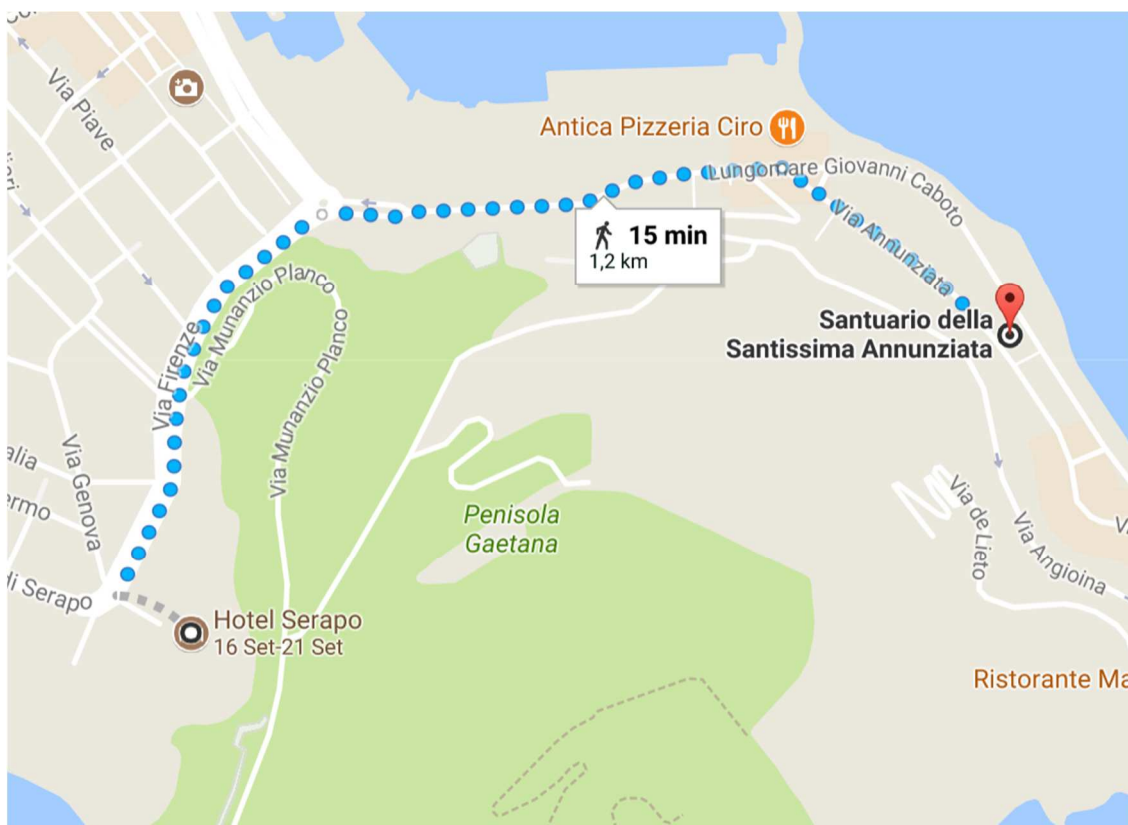 Via Piave
Antica Pizzeria Ciro
Lungomare Giovanni Caboto
15 min
1,2 km
Via Annunziata
Via Munanzio Planco
Via Firenze
Santuario della
Santissima Annunziata
Via Munanzio Planco
Via Genova
Penisola
Gaetana
Via de Lieto
Via Angioina
di Serapo
Hotel Serapo
16 Set-21 Set
Ristorante Ma